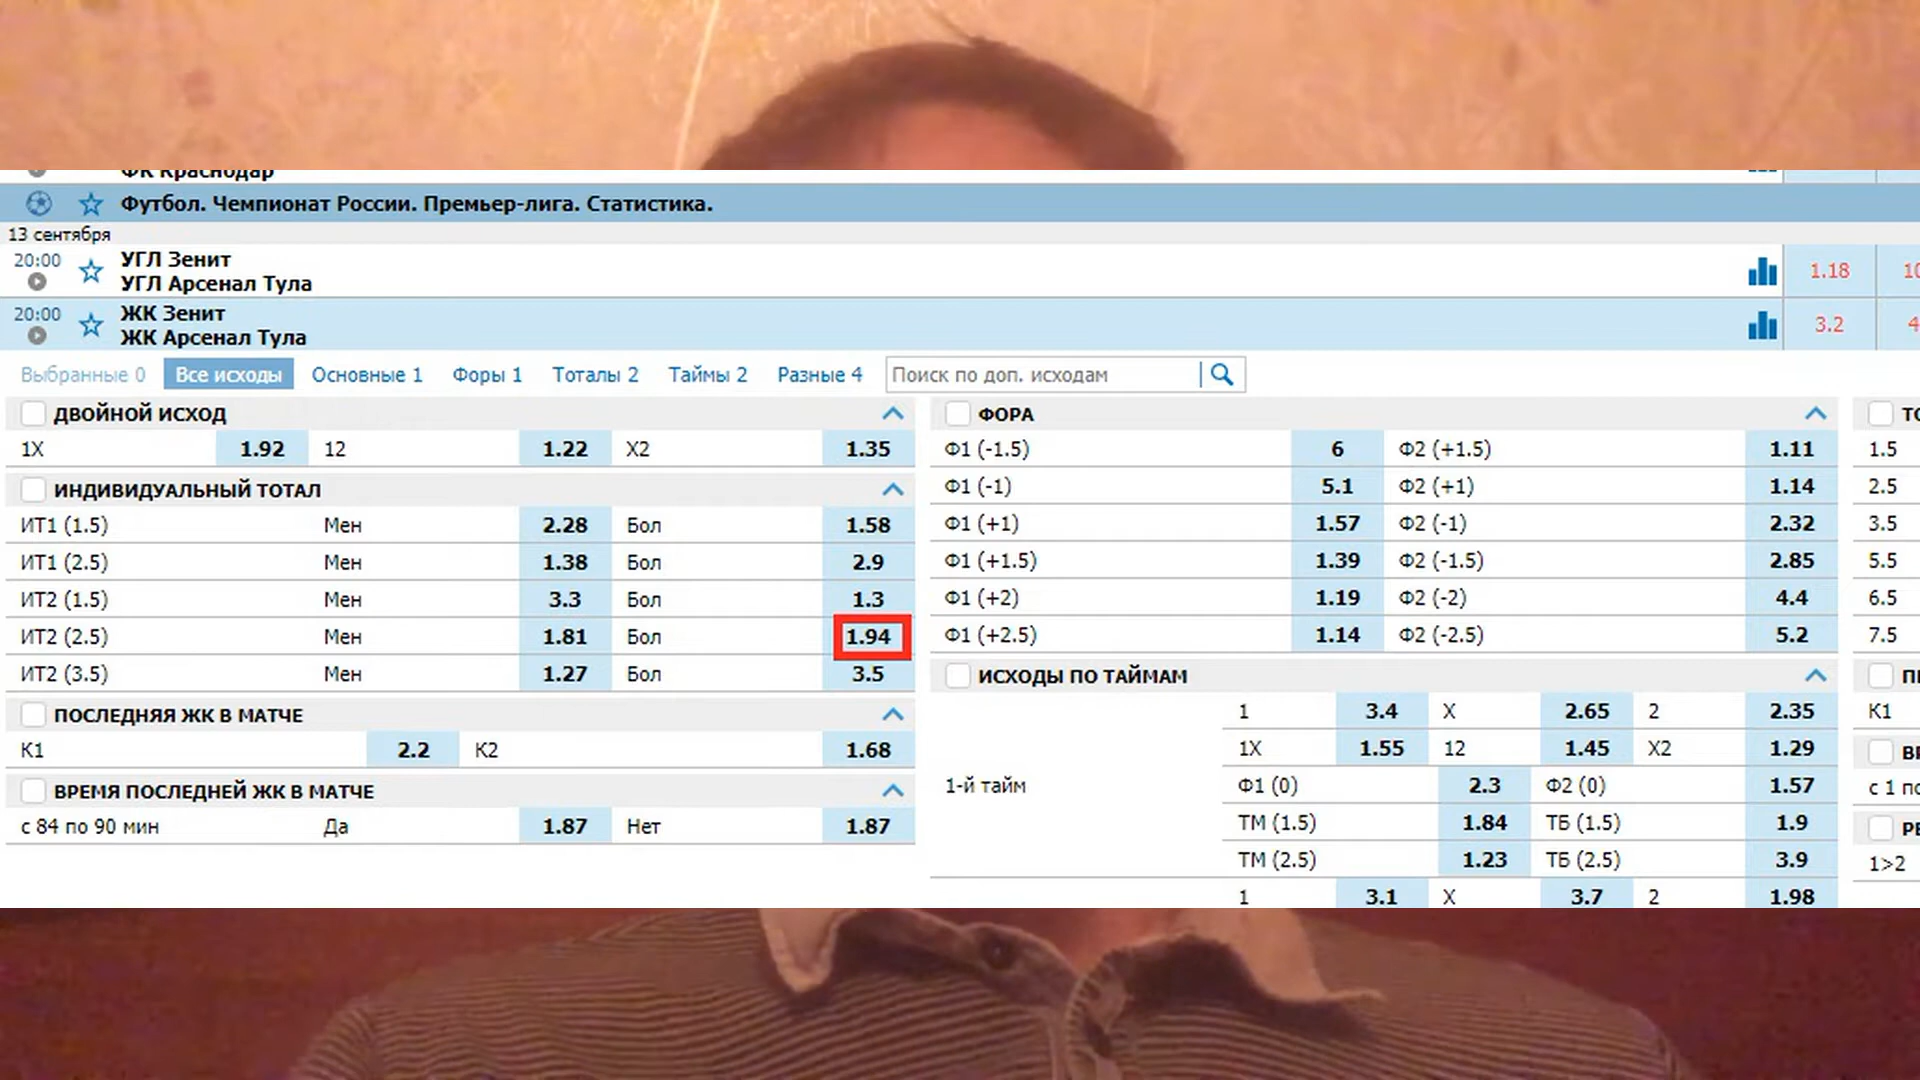 ФК Краснодар
Футбол. Чемпионат России. Премьер-лига. Статистика.
13 сентября
20:00 УГЛ Зенит
УГЛ Арсенал Тула
1.18
20:00 ЖК Зенит
ЖК Арсенал Тула
3.2
Выбранные 0 Все исходы Основные 1 Форы 1 Тоталы 2 Таймы 2 Разные 4 Поиск по доп. исходам
ДВОЙНОЙ ИСХОД
1X 1.92 12 1.22 X2 1.35
ИНДИВИДУАЛЬНЫЙ ТОТАЛ
ИТ1 (1.5) Мен 2.28 Бол 1.58
ИТ1 (2.5) Мен 1.38 Бол 2.9
ИТ2 (1.5) Мен 3.3 Бол 1.3
ИТ2 (2.5) Мен 1.81 Бол 1.94
ИТ2 (3.5) Мен 1.27 Бол 3.5
ПОСЛЕДНЯЯ ЖК В МАТЧЕ
К1 2.2 К2 1.68
ВРЕМЯ ПОСЛЕДНЕЙ ЖК В МАТЧЕ
с 84 по 90 мин Да 1.87 Нет 1.87
ФОРА
Ф1 (-1.5) 6 Ф2 (+1.5) 1.11
Ф1 (-1) 5.1 Ф2 (+1) 1.14
Ф1 (+1) 1.57 Ф2 (-1) 2.32
Ф1 (+1.5) 1.39 Ф2 (-1.5) 2.85
Ф1 (+2) 1.19 Ф2 (-2) 4.4
Ф1 (+2.5) 1.14 Ф2 (-2.5) 5.2
ИСХОДЫ ПО ТАЙМАМ
1 3.4 X 2.65 2 2.35
1X 1.55 12 1.45 X2 1.29
1-й тайм Ф1 (0) 2.3 Ф2 (0) 1.57
ТМ (1.5) 1.84 ТБ (1.5) 1.9
ТМ (2.5) 1.23 ТБ (2.5) 3.9
1 3.1 X 3.7 2 1.98
1.5
2.5
3.5
5.5
6.5
7.5
К1
с 1
1>2